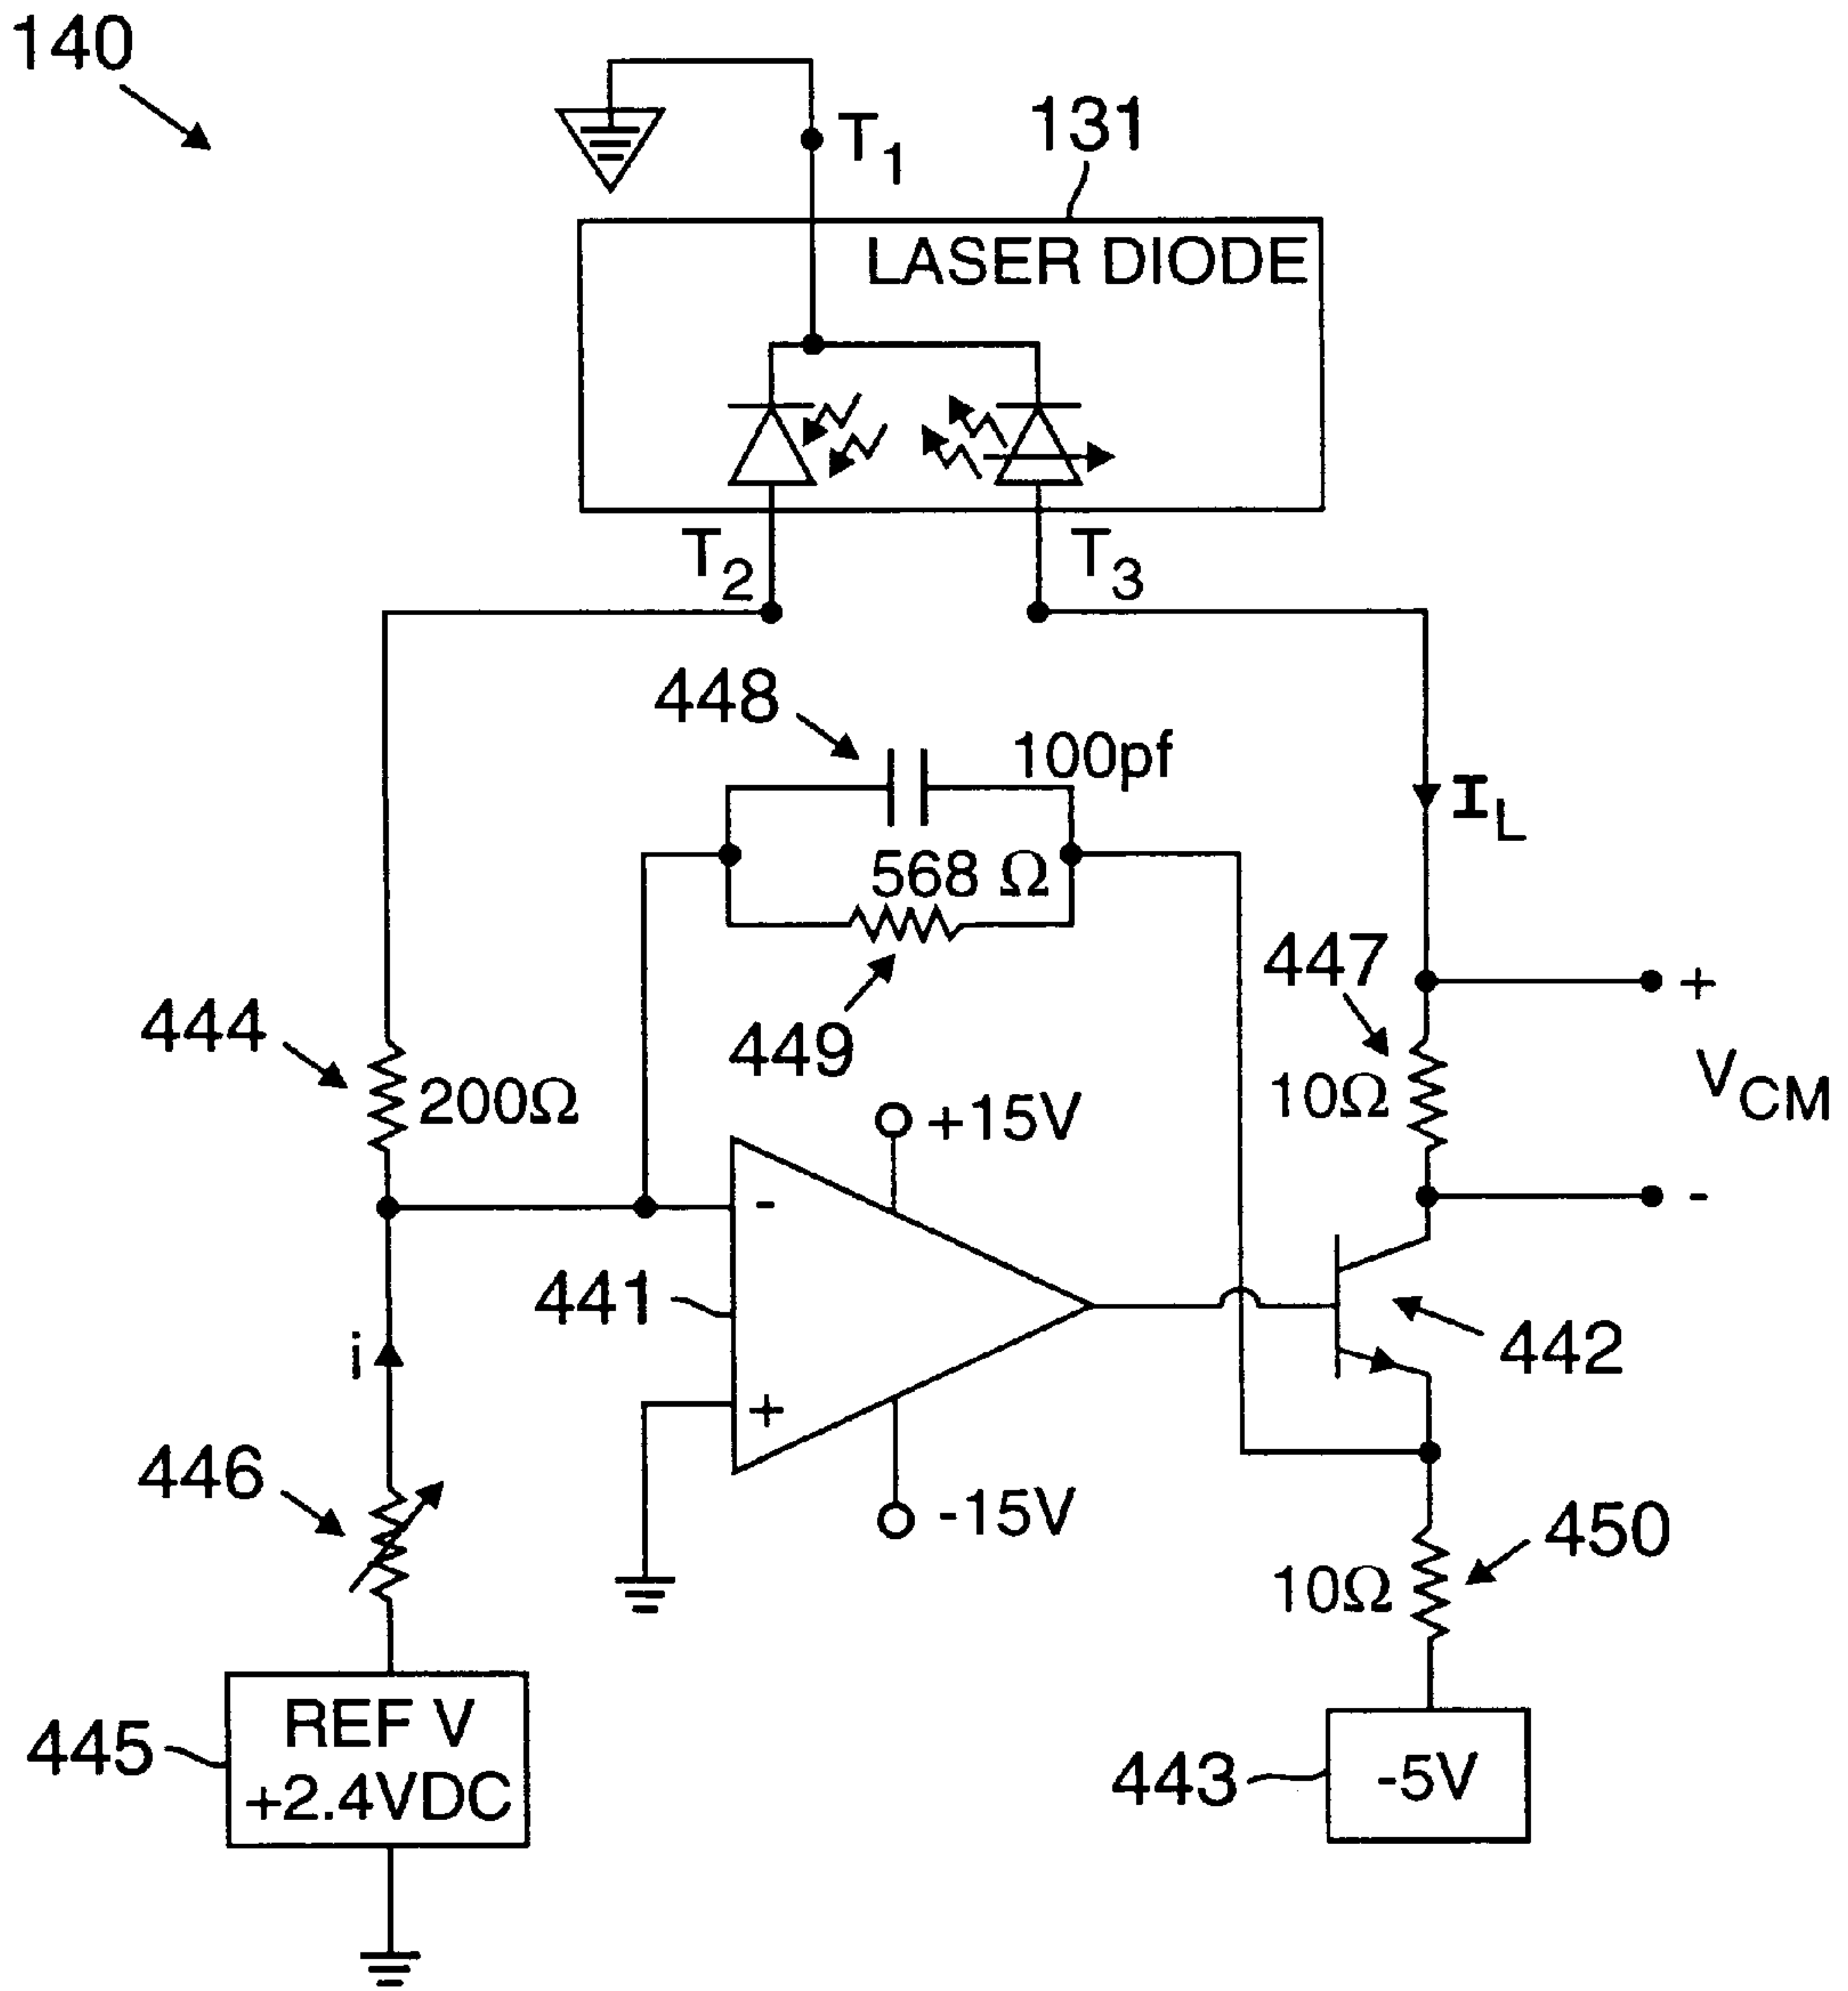 140
T1
131
LASER DIODE
T2
T3
448
100pf
IL
568 Ω
447
+
444
449
200Ω
10Ω
VCM
+15V
-
-
441
442
i
+
446
-15V
450
10Ω
REF V
445
+2.4VDC
443
-5V